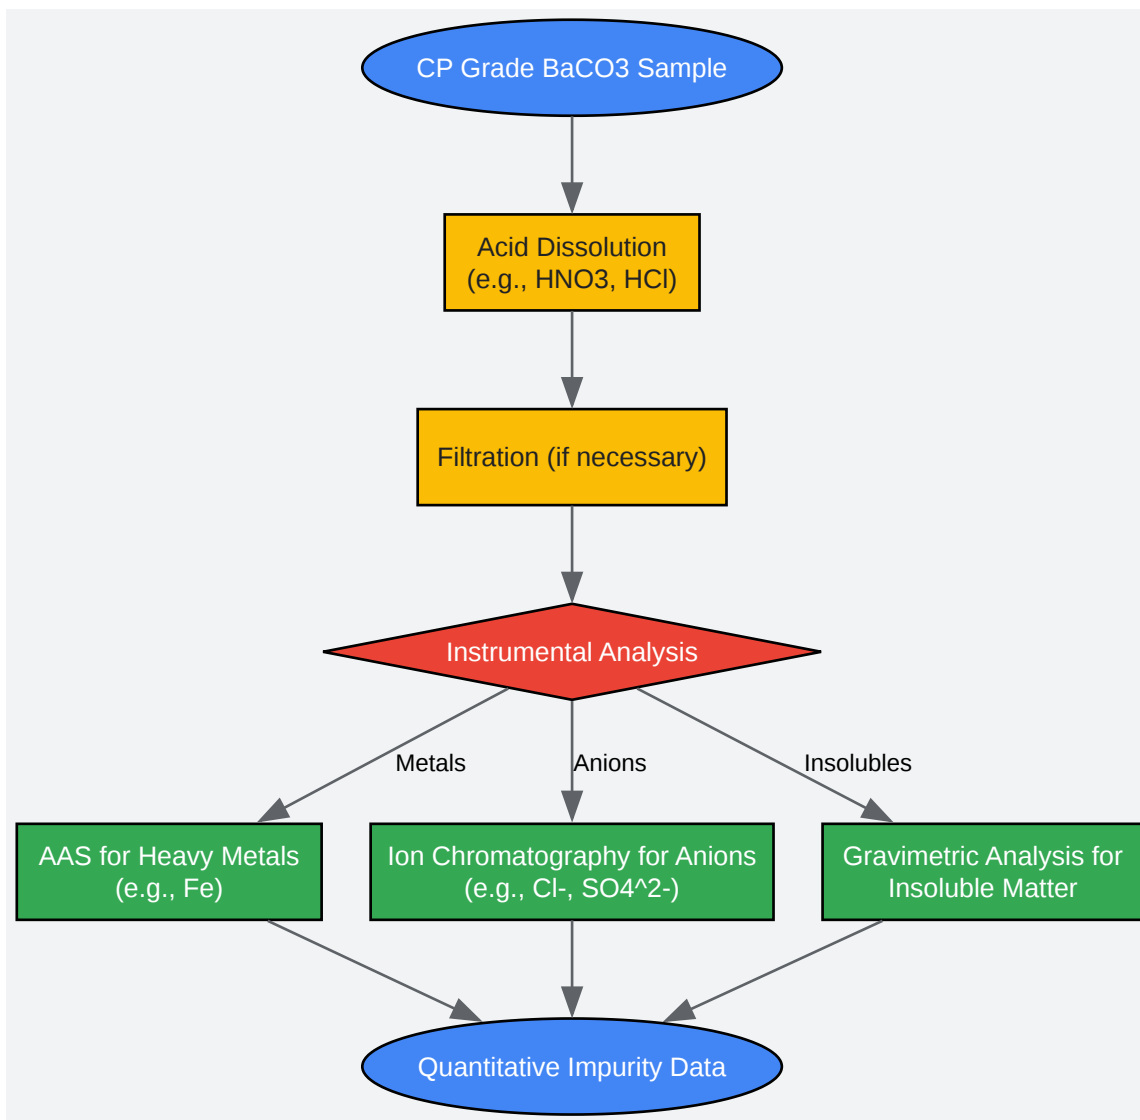 CP Grade BaCO3 Sample
Acid Dissolution
(e.g., HNO3, HCl)
Filtration (if necessary)
Instrumental Analysis
Metals
Anions
Insolubles
AAS for Heavy Metals
(e.g., Fe)
Ion Chromatography for Anions
(e.g., Cl-, SO4^2-)
Gravimetric Analysis for
Insoluble Matter
Quantitative Impurity Data